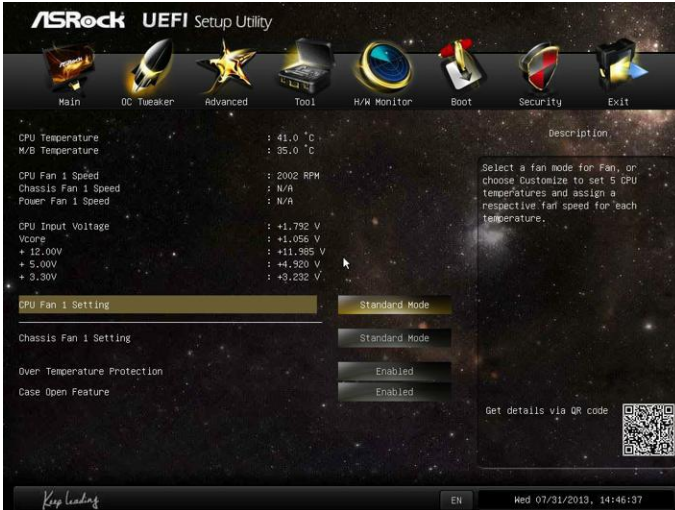 ASRock UEFI Setup Utility
Main OC Tweaker Advanced Tool H/W Monitor Boot Security Exit
CPU Temperature : 41.0 °C
M/B Temperature : 35.0 °C
CPU Fan 1 Speed : 2002 RPM
Chassis Fan 1 Speed : N/A
Power Fan 1 Speed : N/A
CPU Input Voltage : +1.792 V
Vcore : +1.056 V
+ 12.00V : +11.985 V
+ 5.00V : +4.920 V
+ 3.30V : +3.232 V
CPU Fan 1 Setting Standard Mode
Chassis Fan 1 Setting Standard Mode
Over Temperature Protection Enabled
Case Open Feature Enabled
Description
Select a fan mode for Fan, or
choose Customize to set 5 CPU
temperatures and assign a
respective fan speed for each
temperature.
Get details via QR code
Keep Leading
EN Wed 07/31/2013, 14:46:37